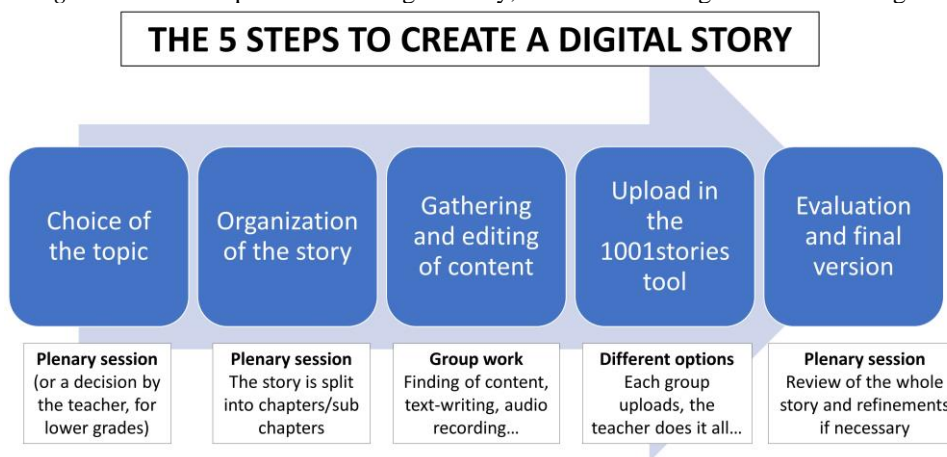 THE 5 STEPS TO CREATE A DIGITAL STORY
Choice of
the topic
Organization
of the story
Gathering
and editing
of content
Upload in
the
1001stories
tool
Evaluation
and final
version
Plenary session
(or a decision by
the teacher, for
lower grades)
Plenary session
The story is split
into chapters/sub
chapters
Group work
Finding of content,
text-writing, audio
recording...
Different options
Each group
uploads, the
teacher does it all...
Plenary session
Review of the whole
story and refinements
if necessary